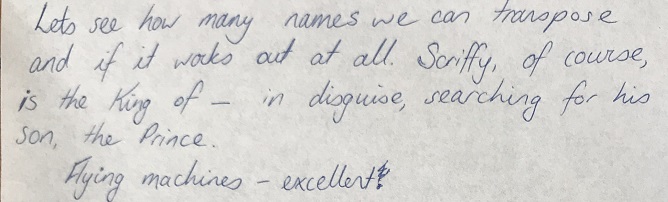 Lets see how many names we can transpose
and if it works out at all. Scriffy, of course,
is the King of – in disguise, searching for his
son, the Prince.
Flying machines – excellent!